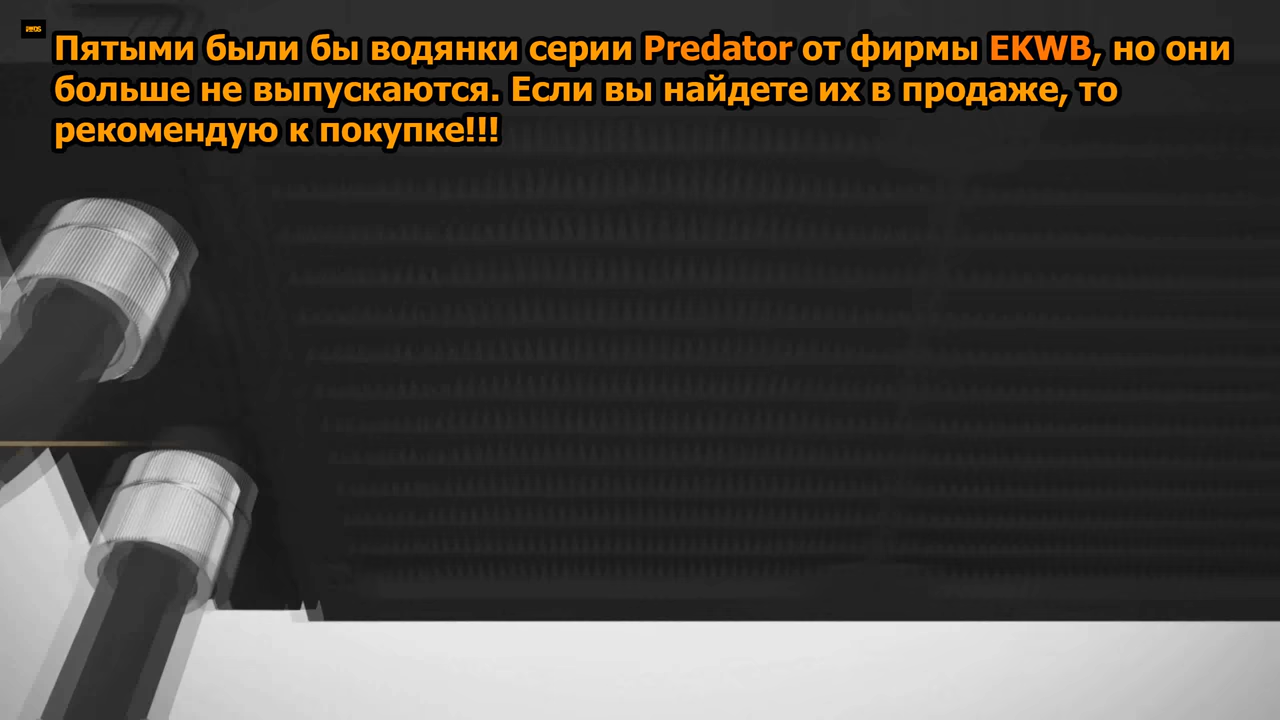 Пятыми были бы водянки серии Predator от фирмы EKWB, но они
больше не выпускаются. Если вы найдете их в продаже, то
рекомендую к покупке!!!